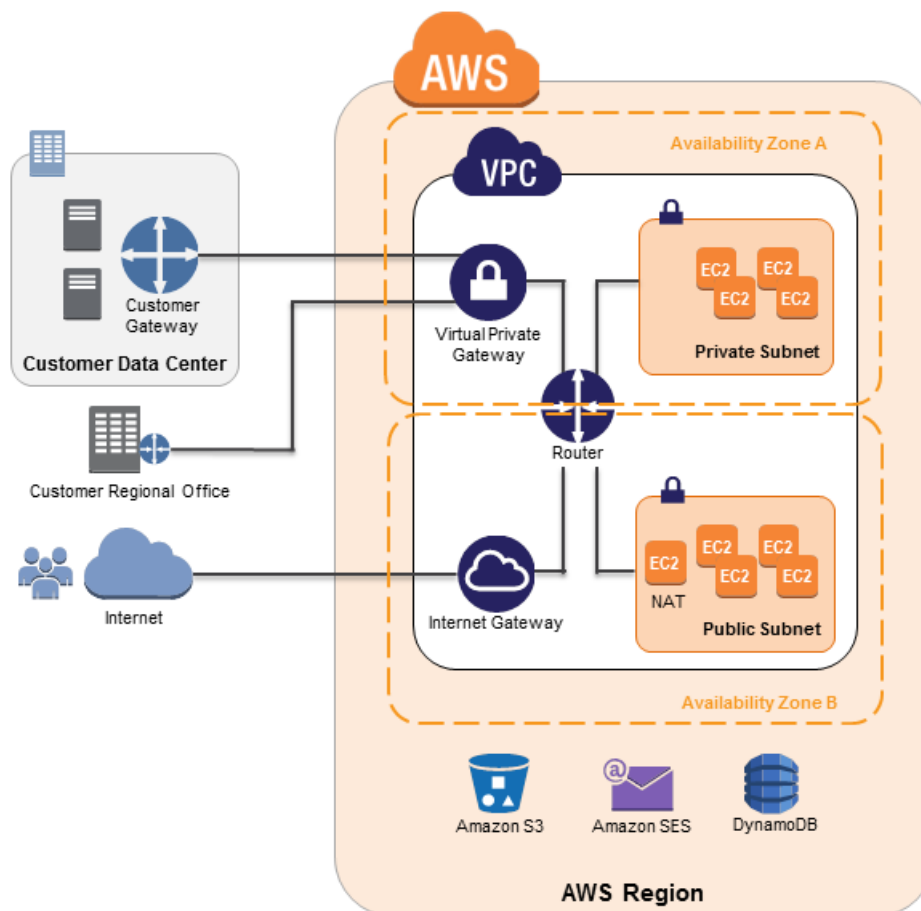 AWS
Availability Zone A
VPC
EC2
EC2
EC2
EC2
Private Subnet
Customer
Gateway
Customer Data Center
Virtual Private
Gateway
Router
Customer Regional Office
Internet
Internet Gateway
EC2
NAT
EC2
EC2
EC2
EC2
Public Subnet
Availability Zone B
@
Amazon S3
Amazon SES
DynamoDB
AWS Region